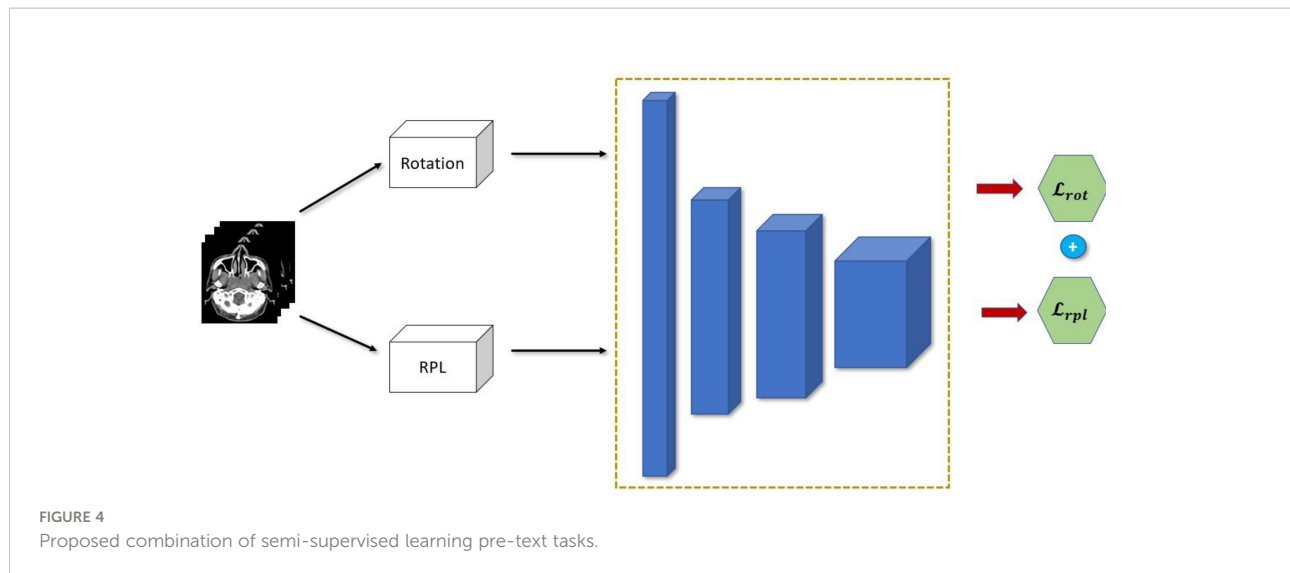 Rotation
RPL
ℒrot
+
ℒrpl
FIGURE 4
Proposed combination of semi-supervised learning pre-text tasks.